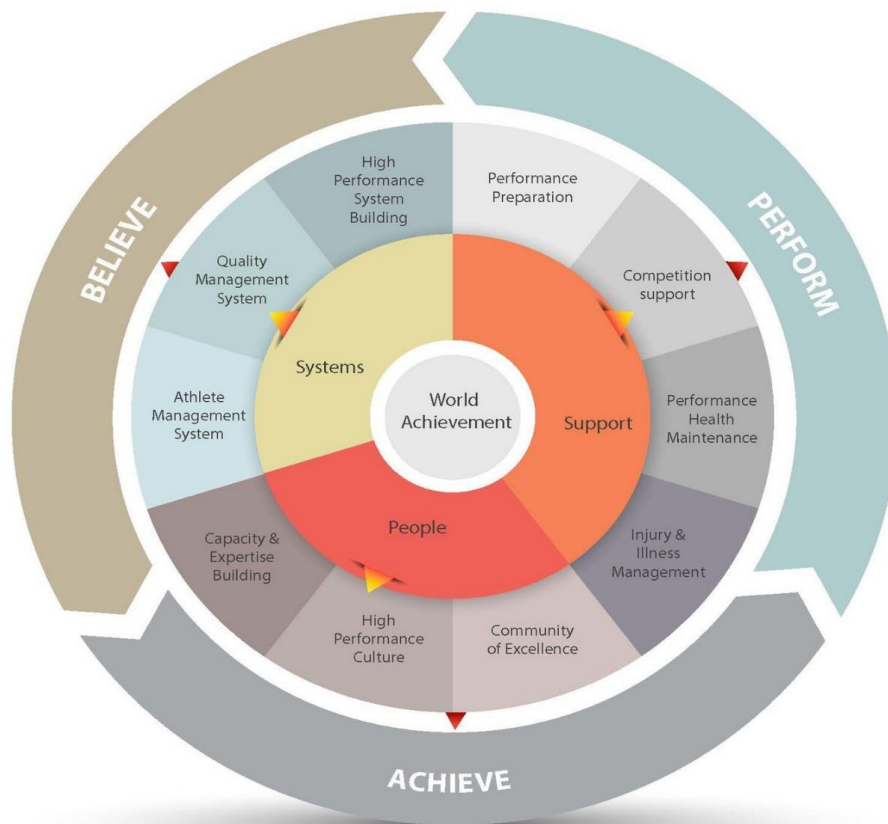 BELIEVE
PERFORM
ACHIEVE
High
Performance
System
Building
Performance
Preparation
Competition
support
Performance
Health
Maintenance
Injury &
Illness
Management
Community
of Excellence
High
Performance
Culture
Capacity &
Expertise
Building
Athlete
Management
System
Quality
Management
System
Systems
Support
People
World
Achievement